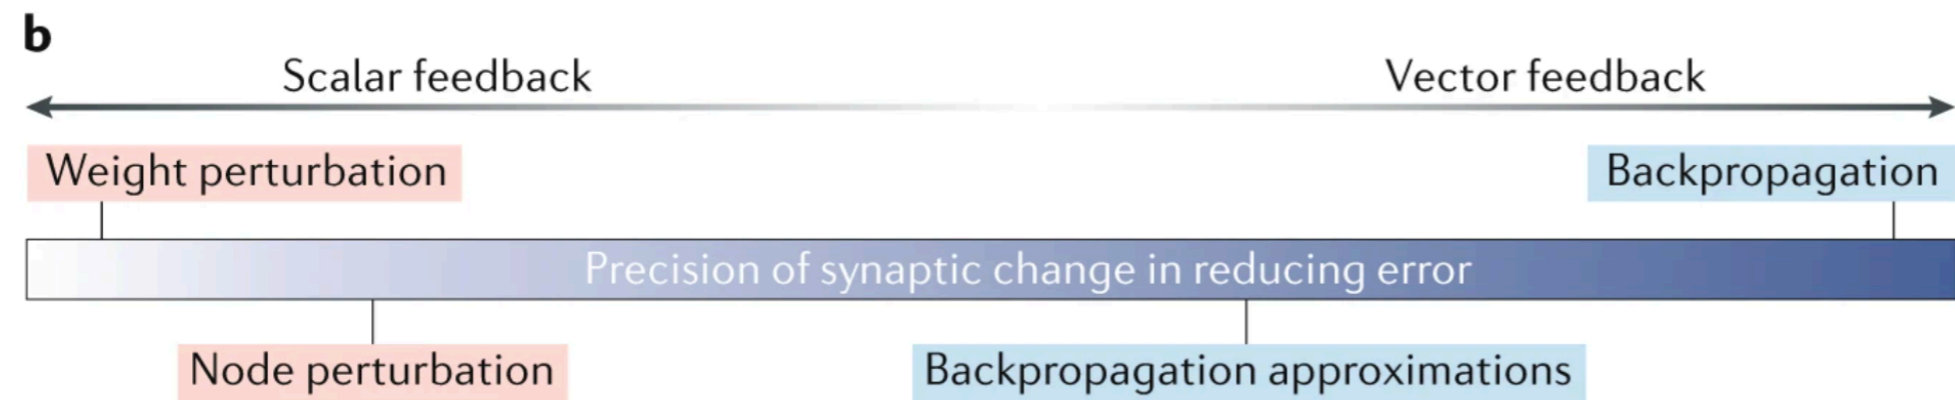 b
Scalar feedback
Vector feedback
Weight perturbation
Backpropagation
Precision of synaptic change in reducing error
Node perturbation
Backpropagation approximations